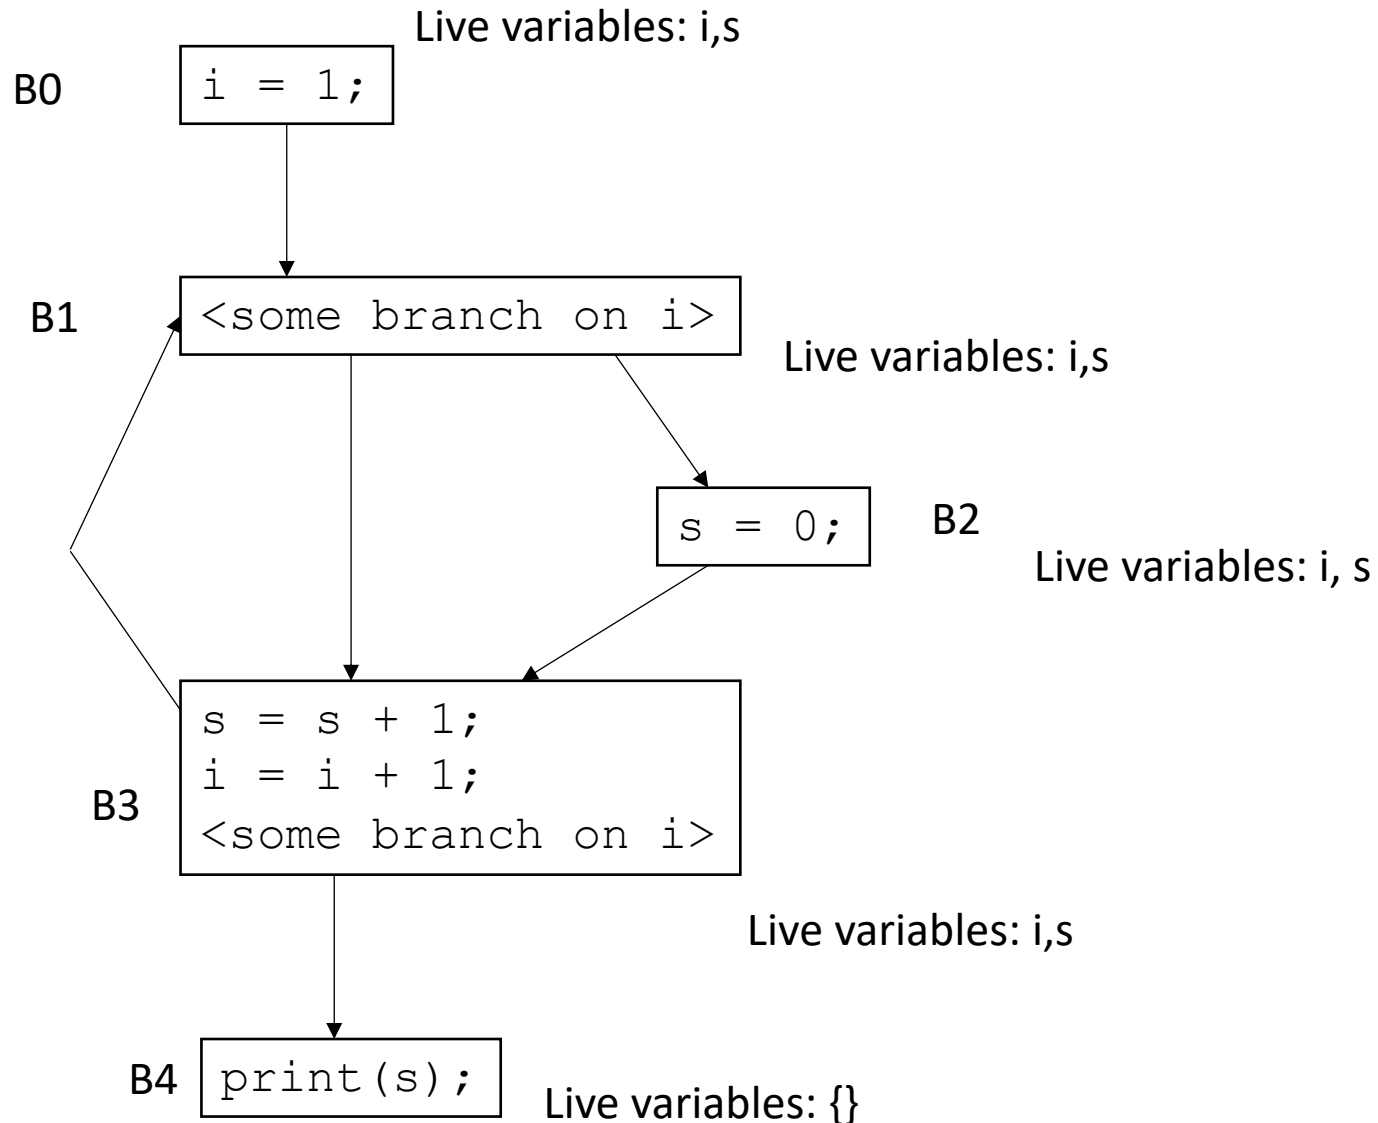 Live variables: i,s
B0
i = 1;
B1
<some branch on i>
Live variables: i,s
s = 0;
B2
Live variables: i, s
s = s + 1;
i = i + 1;
<some branch on i>
B3
Live variables: i,s
B4
print(s);
Live variables: {}